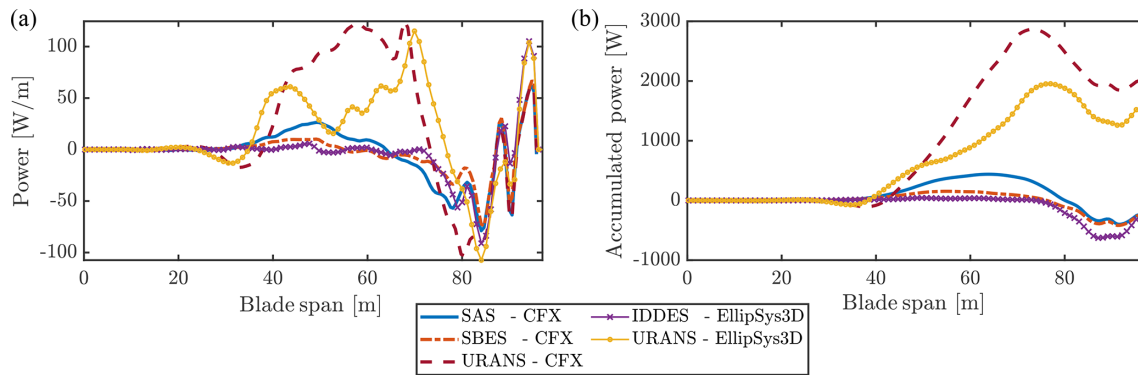 (a)
Power [W/m]
100
50
0
-50
-100
0
20
40
60
80
Blade span [m]
(b)
Accumulated power [W]
3000
2000
1000
0
-1000
0
20
40
60
80
Blade span [m]
SAS - CFX
SBES - CFX
URANS - CFX
IDDES - EllipSys3D
URANS - EllipSys3D